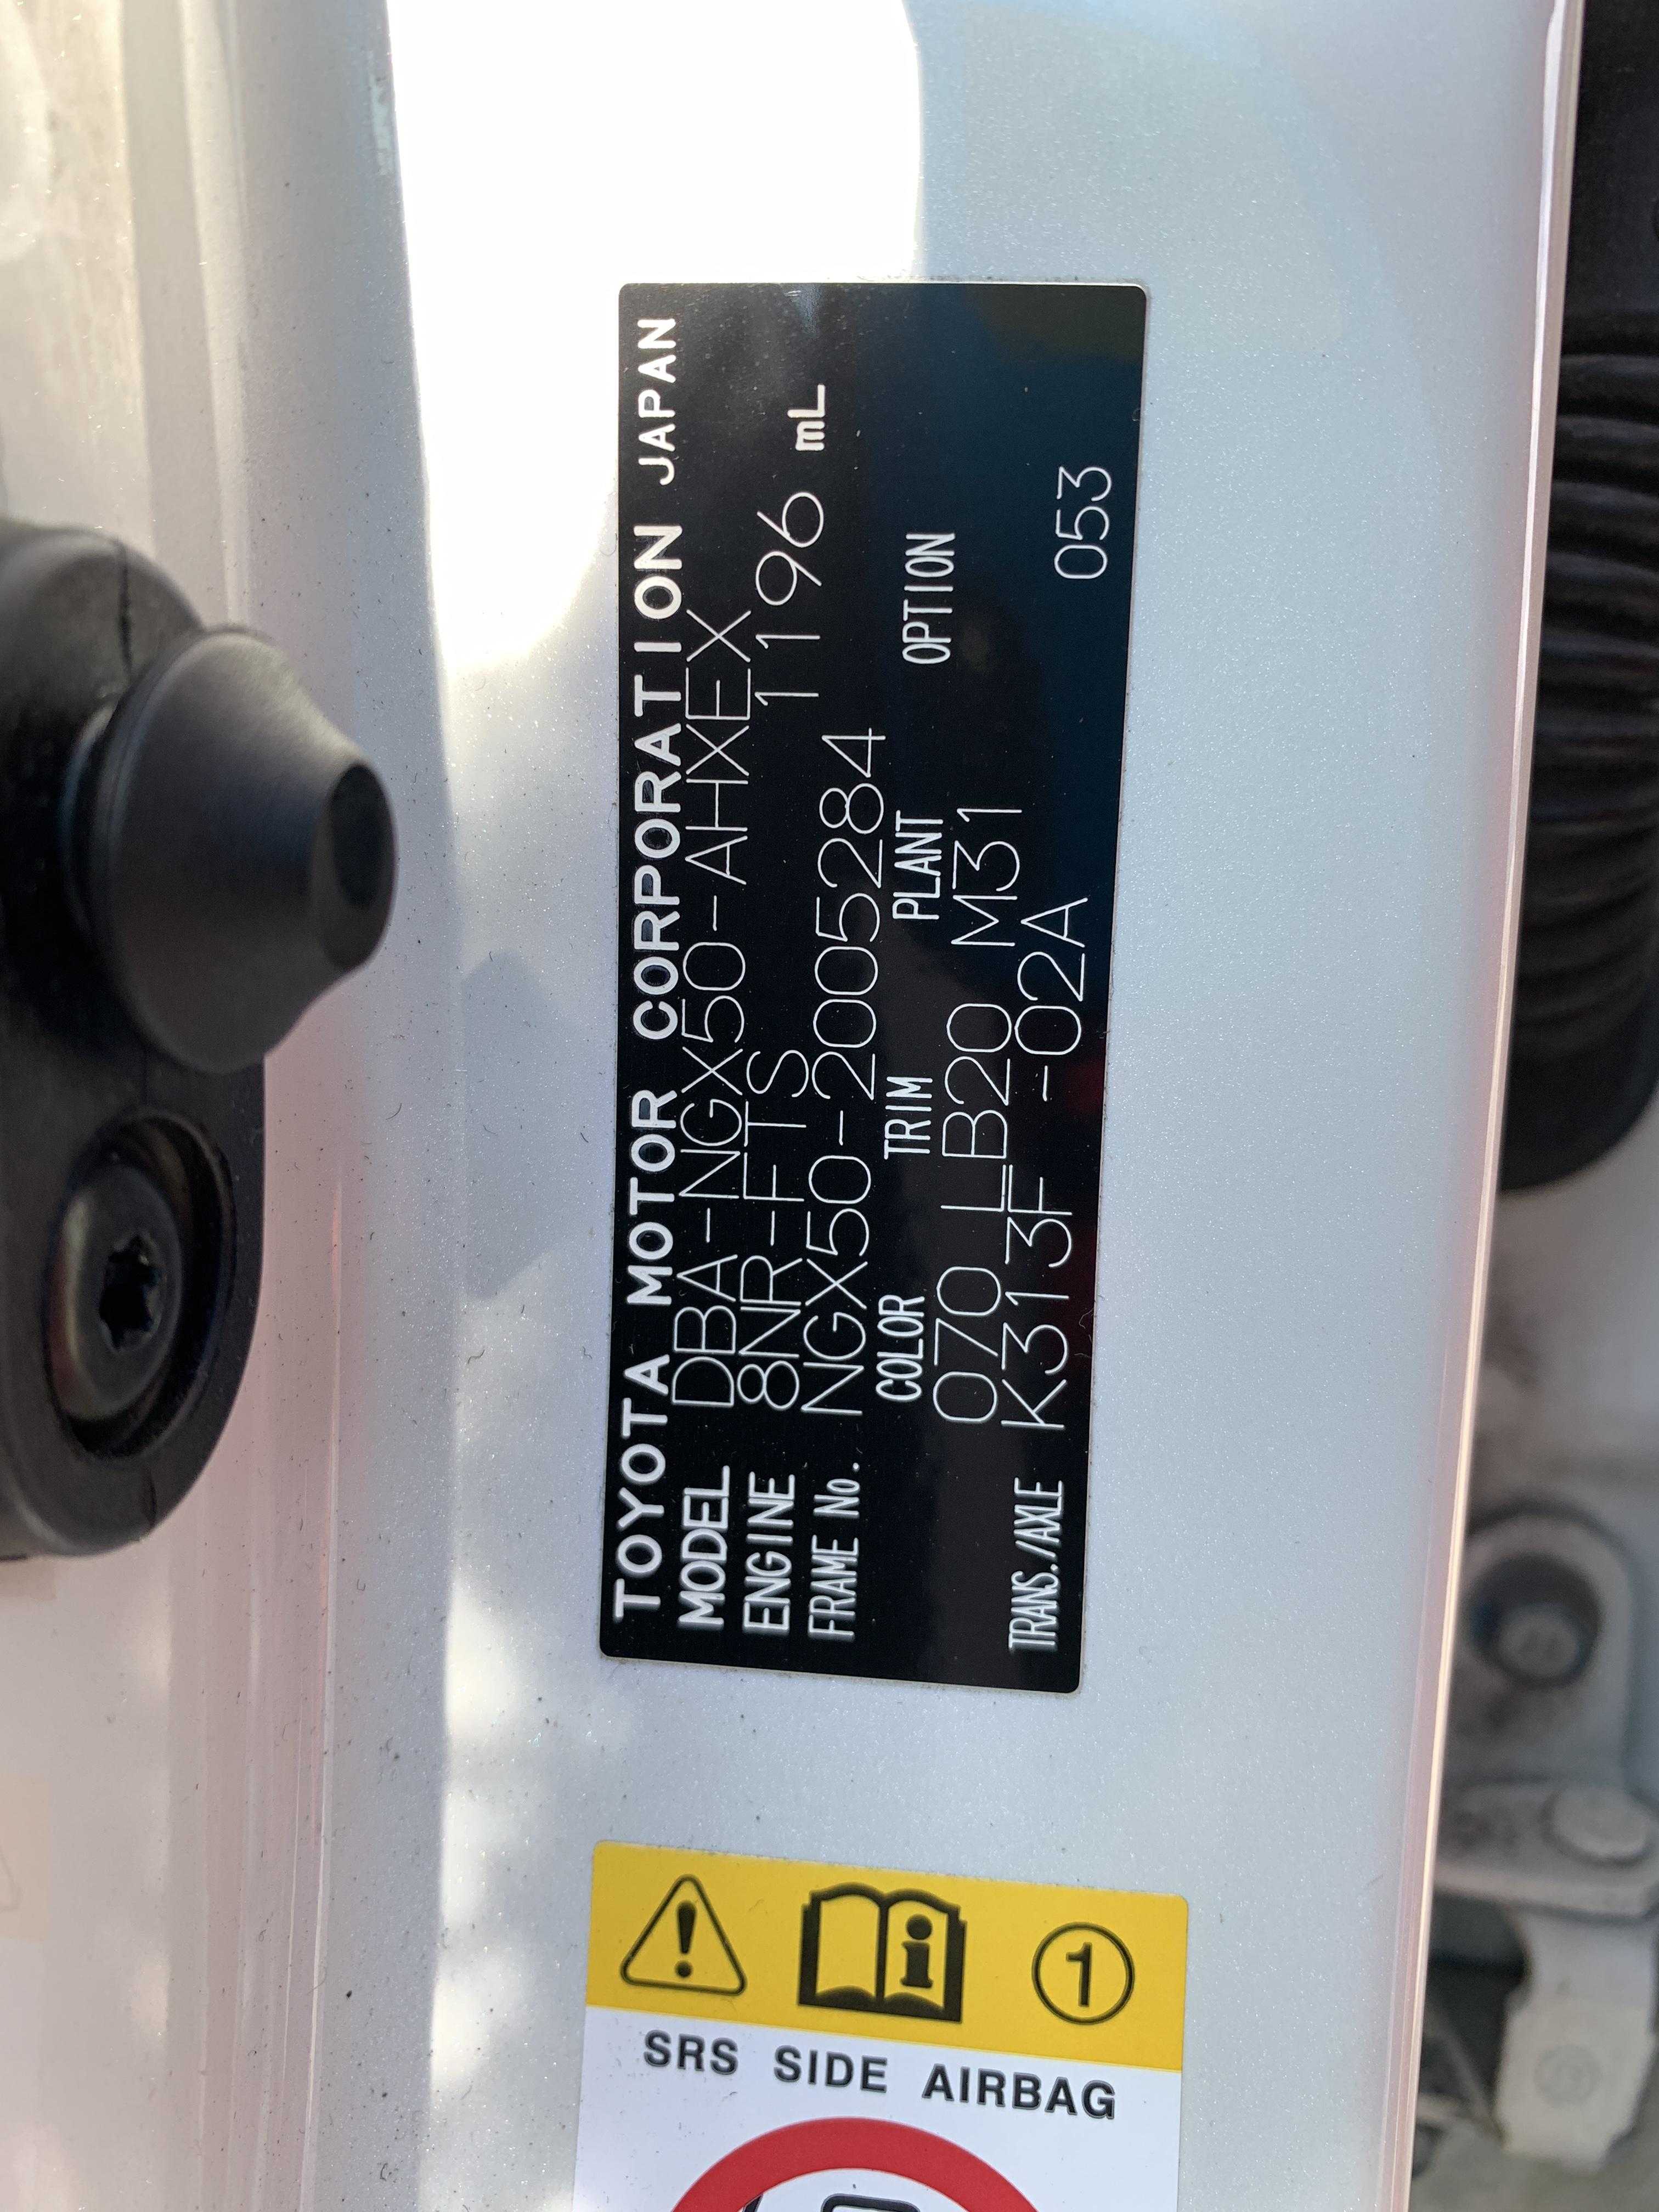 TOYOTA MOTOR CORPORATION JAPAN
MODEL DBA-NGX50-AHXEX
ENGINE 8NR-FTS 1196 mL
FRAME No. NGX50-2005284
COLOR TRIM PLANT OPTION
070 LB20 M31
TRANS./AXLE K313F -02A 053
1
SRS SIDE AIRBAG